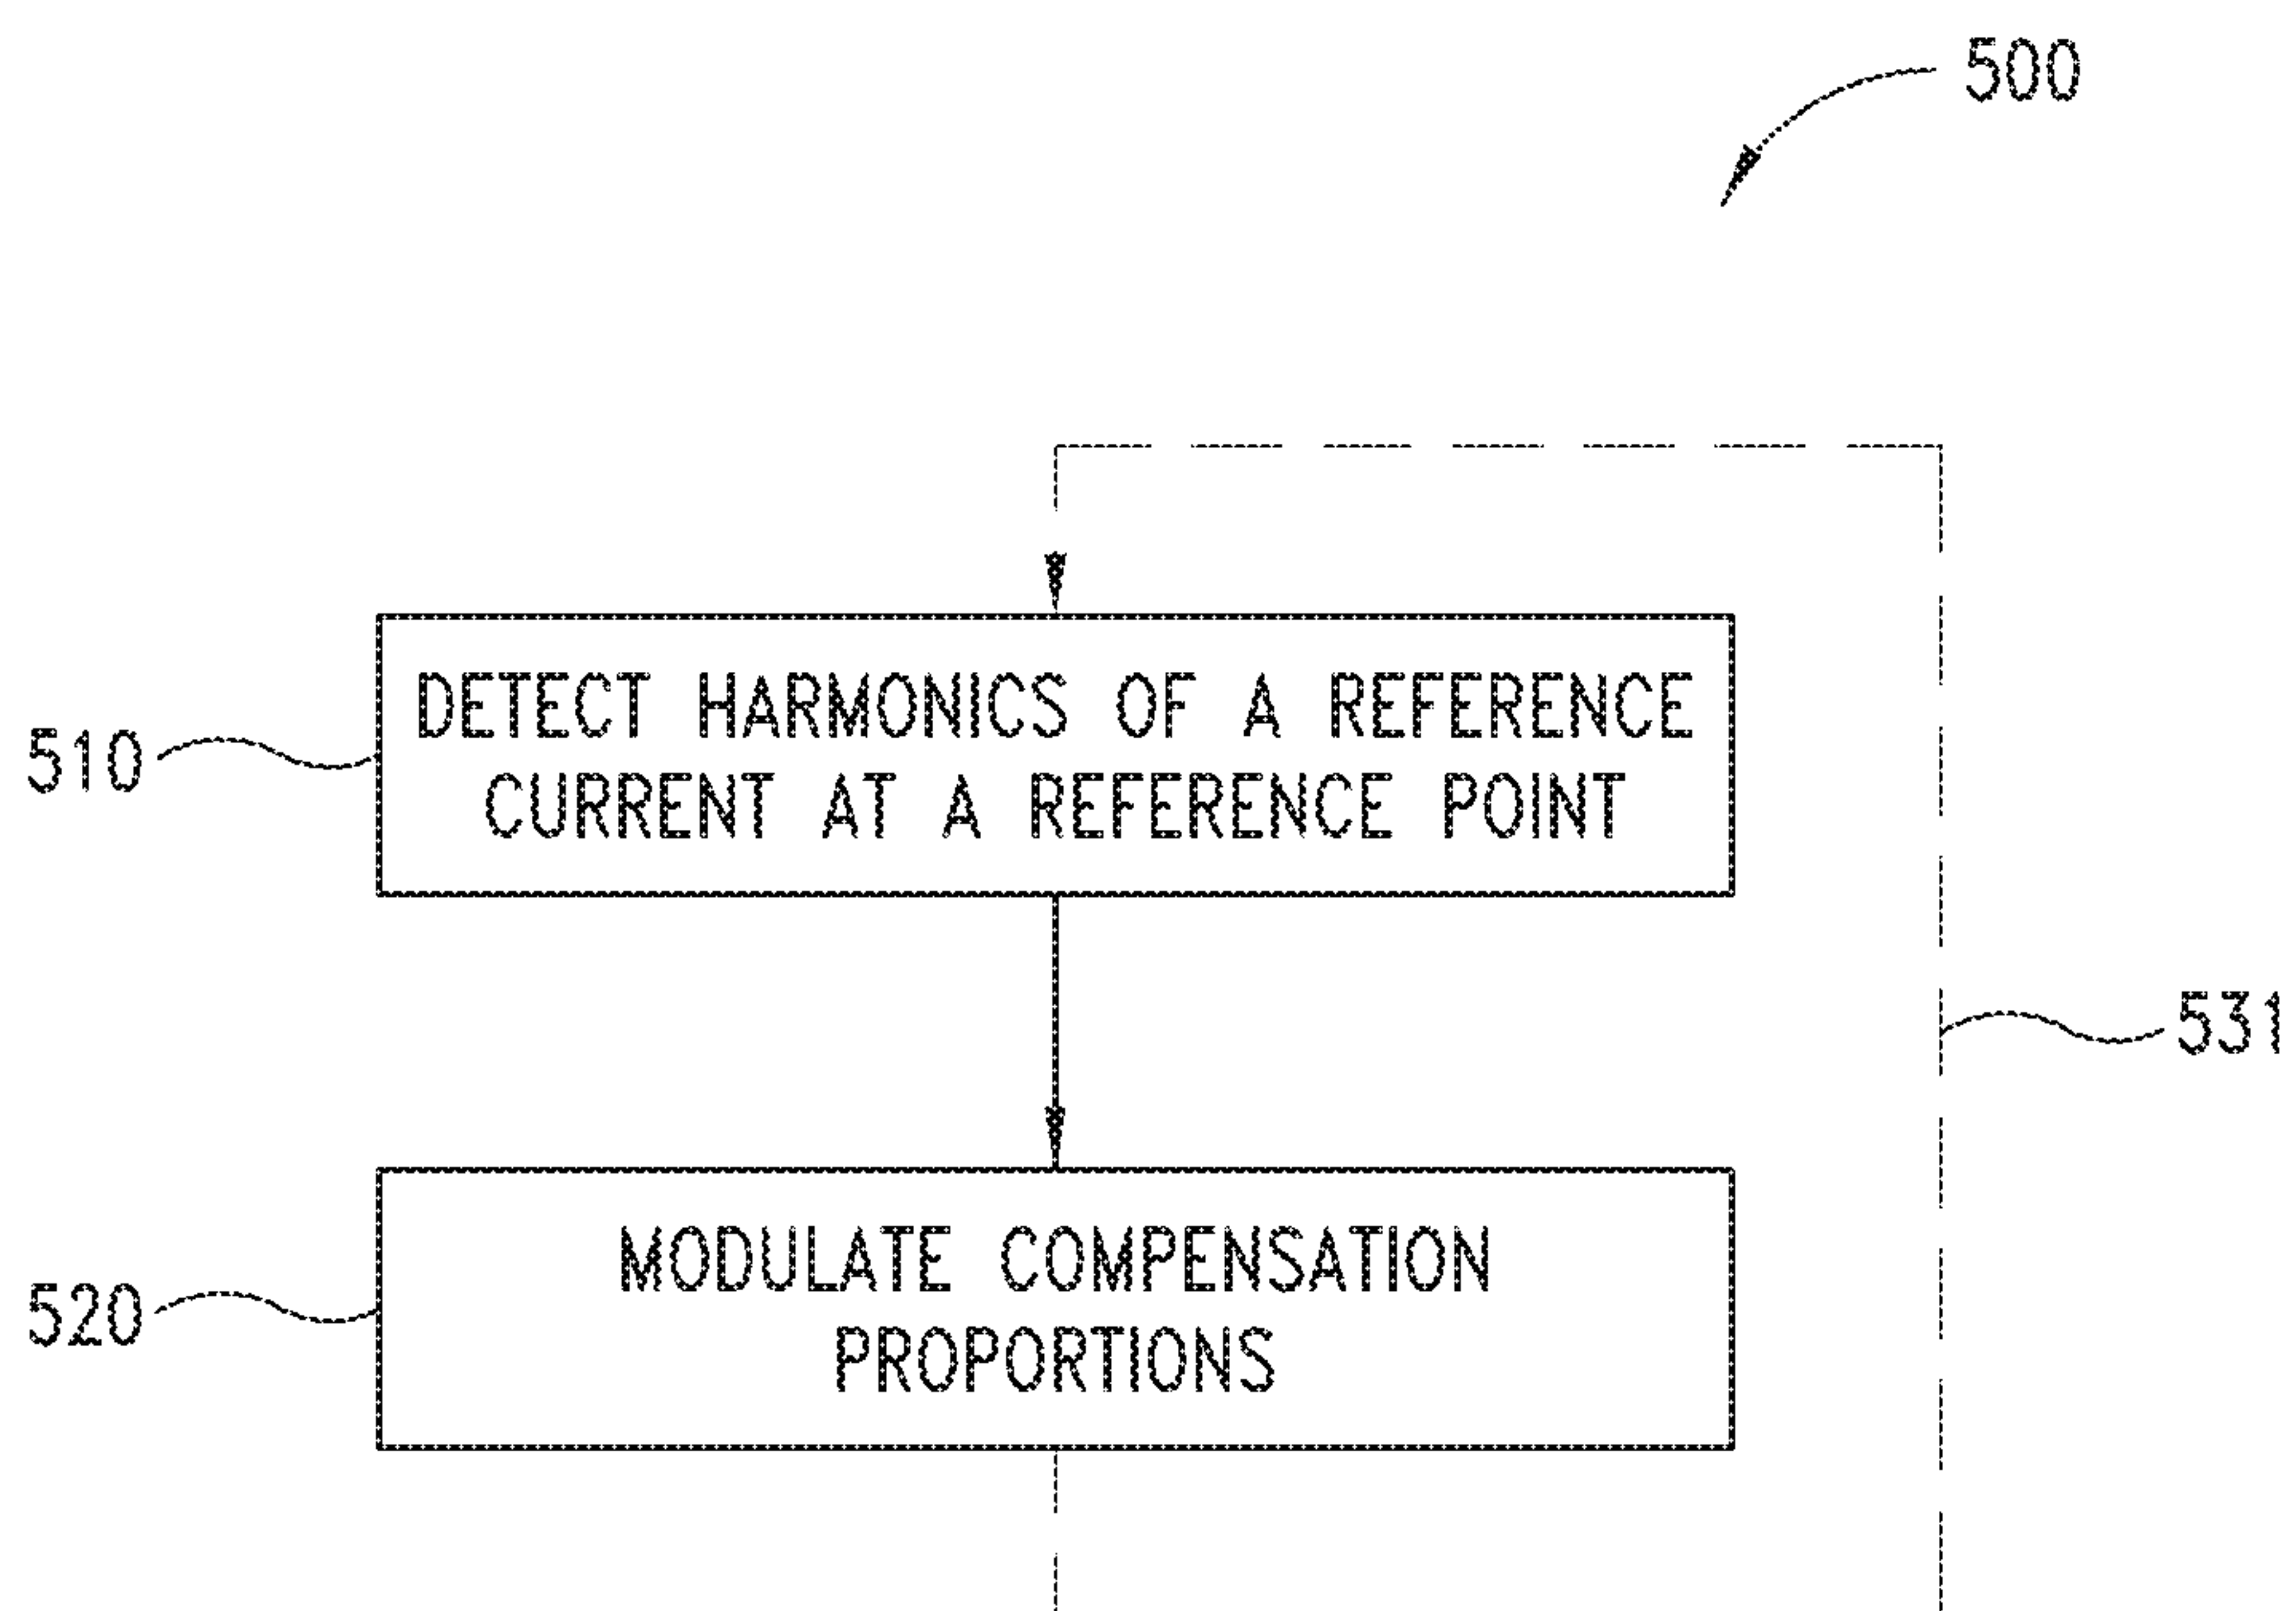 500
DETECT HARMONICS OF A REFERENCE
CURRENT AT A REFERENCE POINT
510
531
MODULATE COMPENSATION
PROPORTIONS
520